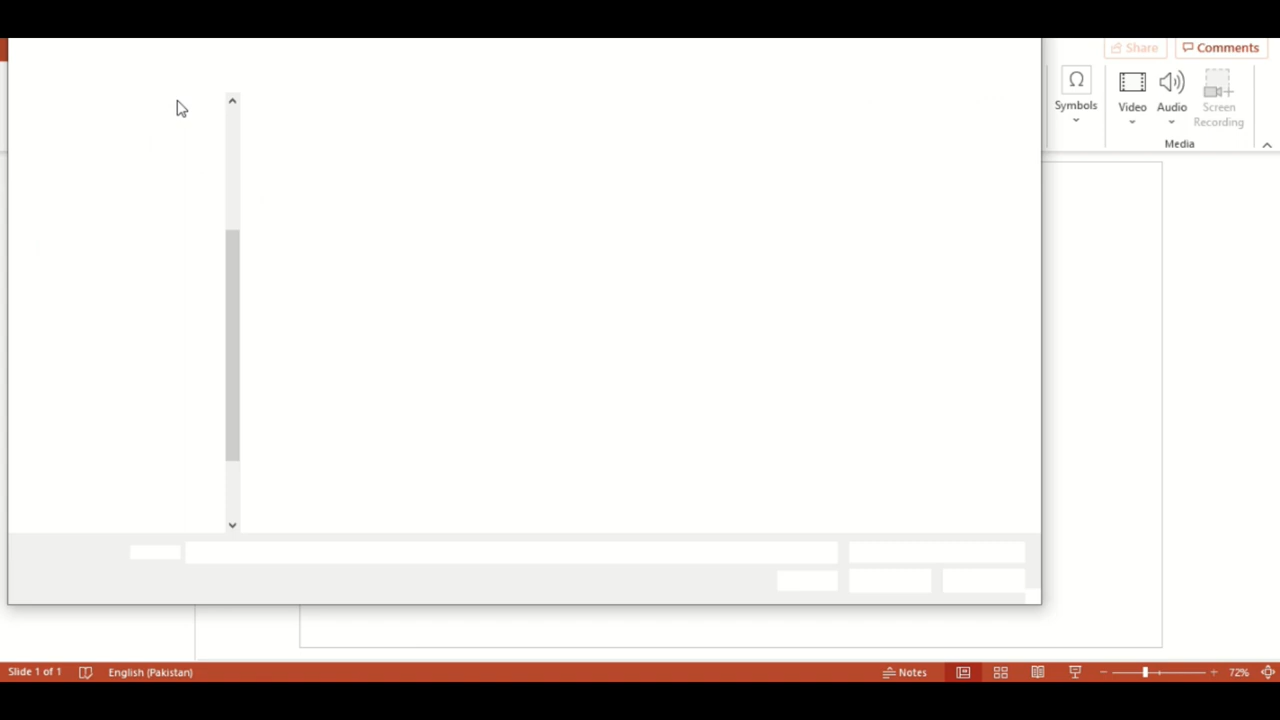 Share
Comments
Ω
Symbols
Video
Audio
Screen
Recording
Media
Slide 1 of 1
English (Pakistan)
Notes
72%